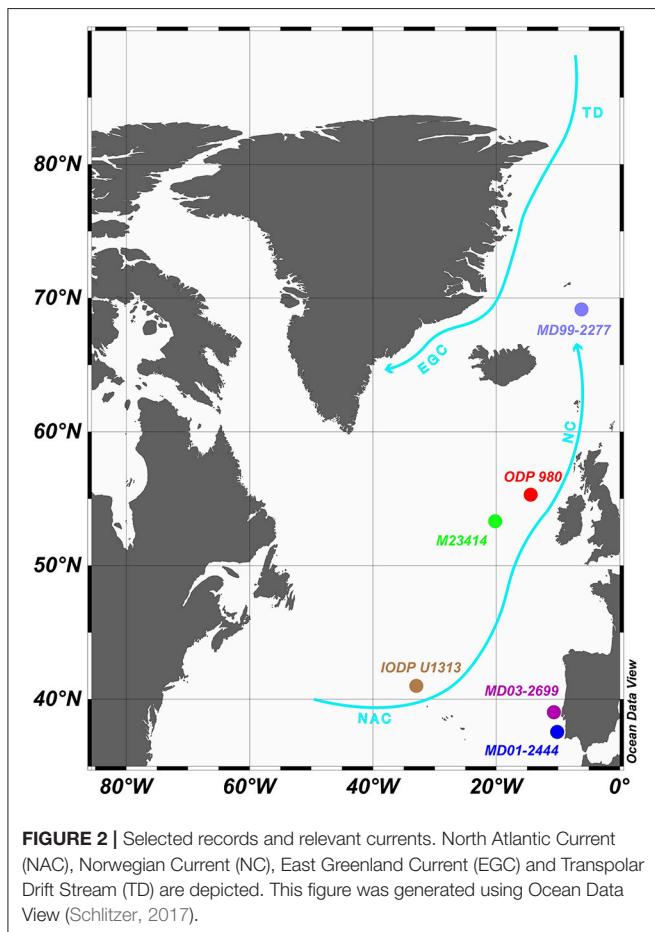 80°N
TD
70°N
MD99-2277
EGC
NC
60°N
ODP 980
M23414
50°N
IODP U1313
MD03-2699
40°N
NAC
MD01-2444
Ocean Data View
80°W
60°W
40°W
20°W
0°
FIGURE 2 | Selected records and relevant currents. North Atlantic Current
(NAC), Norwegian Current (NC), East Greenland Current (EGC) and Transpolar
Drift Stream (TD) are depicted. This figure was generated using Ocean Data
View (Schlitzer, 2017).